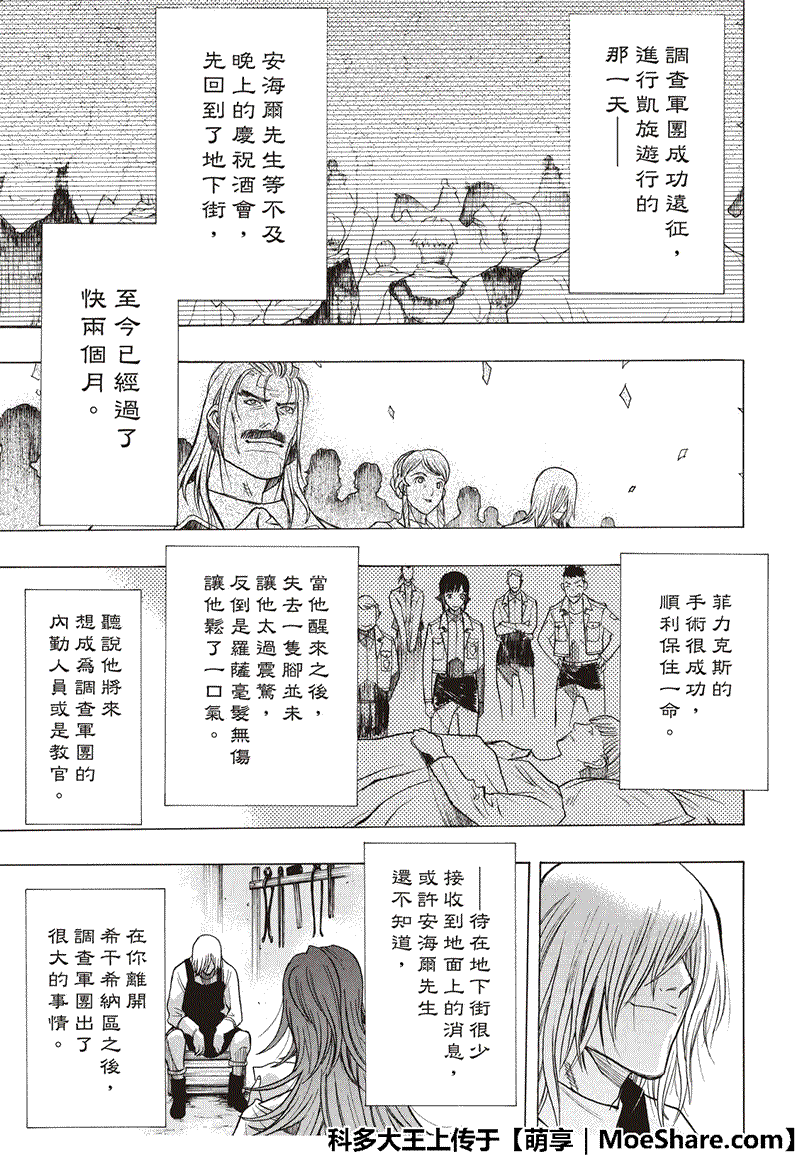 調查軍團成功遠征，
進行凱旋遊行的
那一天——
安海爾先生等不及
晚上的慶祝酒會，
先回到了地下街，
至今已經過了
快兩個月。
菲力克斯的
手術很成功，
順利保住一命。
當他醒來之後，
失去一隻腳並未
讓他太過震驚，
反倒是羅薩毫髮無傷
讓他鬆了一口氣。
聽說他將來
想成為調查軍團的
內勤人員或是教官。
——待在地下街很少
接收到地面上的消息，
或許安海爾先生
還不知道，
在你離開
希干希納區之後，
調查軍團出了
很大的事情。
科多大王上传于【萌享｜MoeShare.com】